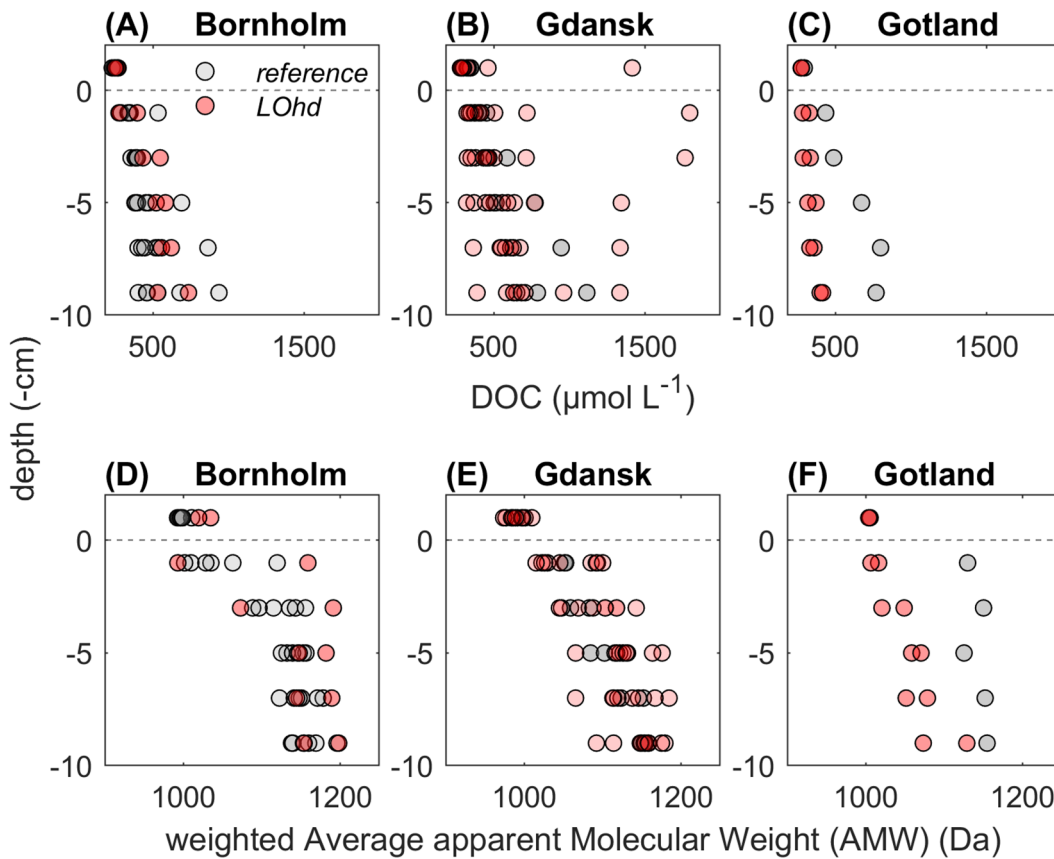 (A) Bornholm
(B) Gdansk
(C) Gotland
reference
LOhd
0
-5
-10
500
1500
0
-5
-10
500
1500
0
-5
-10
500
1500
DOC (µmol L⁻¹)
depth (-cm)
(D) Bornholm
(E) Gdansk
(F) Gotland
0
-5
-10
1000
1200
0
-5
-10
1000
1200
0
-5
-10
1000
1200
weighted Average apparent Molecular Weight (AMW) (Da)